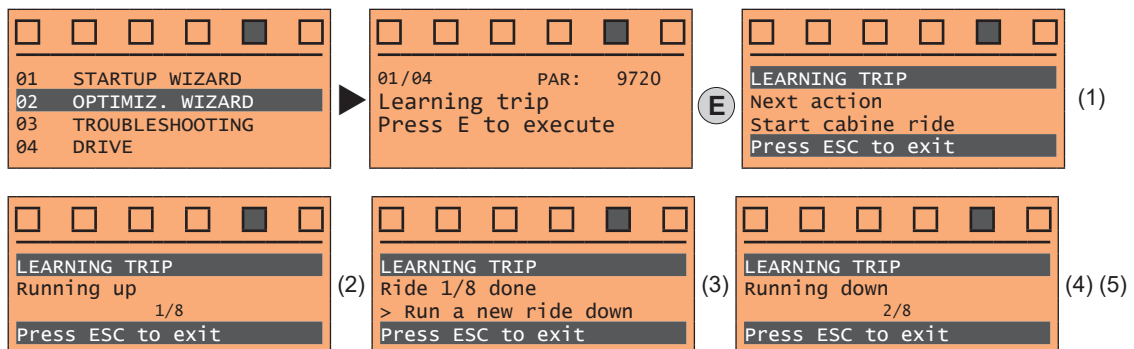 01 STARTUP WIZARD
02 OPTIMIZ. WIZARD
03 TROUBLESHOOTING
04 DRIVE
01/04 PAR: 9720
Learning trip
Press E to execute
E
LEARNING TRIP
Next action
Start cabine ride
Press ESC to exit
(1)
LEARNING TRIP
Running up
1/8
Press ESC to exit
(2)
LEARNING TRIP
Ride 1/8 done
> Run a new ride down
Press ESC to exit
(3)
LEARNING TRIP
Running down
2/8
Press ESC to exit
(4) (5)